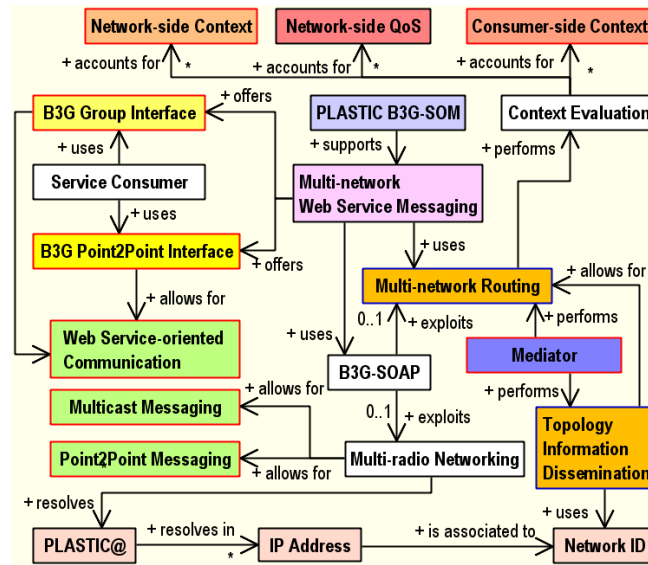 Network-side Context
Network-side QoS
Consumer-side Context
+ accounts for
*
+ accounts for
*
+ accounts for
*
B3G Group Interface
+ offers
PLASTIC B3G-SOM
Context Evaluation
+ uses
+ supports
+ performs
Service Consumer
Multi-network
Web Service Messaging
+ uses
B3G Point2Point Interface
+ offers
+ uses
+ allows for
Multi-network Routing
+ allows for
0..1
+ exploits
+ performs
Web Service-oriented
Communication
+ uses
B3G-SOAP
Mediator
+ allows for
+ performs
Multicast Messaging
0..1
+ exploits
Topology
Information
Dissemination
Point2Point Messaging
*
+ allows for
Multi-radio Networking
+ resolves
+ uses
PLASTIC@
+ resolves in
*
IP Address
+ is associated to
Network ID